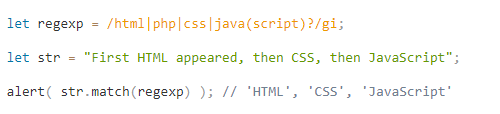 let regexp = /html|php|css|java(script)?/gi;
let str = "First HTML appeared, then CSS, then JavaScript";
alert( str.match(regexp) ); // 'HTML', 'CSS', 'JavaScript'